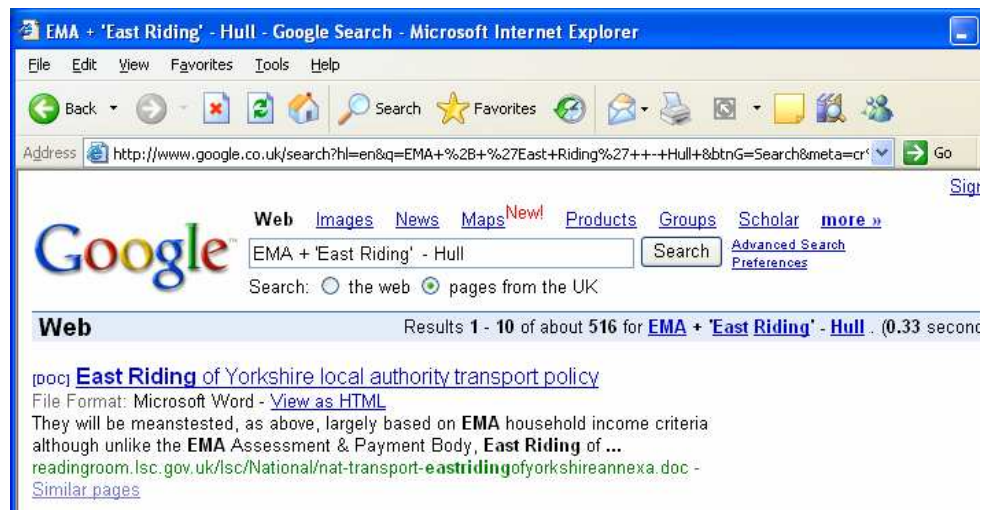 EMA + 'East Riding' - Hull - Google Search - Microsoft Internet Explorer
File Edit View Favorites Tools Help
Back Search Favorites
Address http://www.google.co.uk/search?hl=en&q=EMA+%2B+%27East+Riding%27++-+Hull+&btnG=Search&meta=cr% Go
Sign
Google Web Images News Maps New! Products Groups Scholar more »
EMA + 'East Riding' - Hull Search Advanced Search
Preferences
Search: the web pages from the UK
Web Results 1 - 10 of about 516 for EMA + 'East Riding' - Hull . (0.33 second
[DOC] East Riding of Yorkshire local authority transport policy
File Format: Microsoft Word - View as HTML
They will be meanstested, as above, largely based on EMA household income criteria
although unlike the EMA Assessment & Payment Body, East Riding of ...
readingroom.lsc.gov.uk/lsc/National/nat-transport-eastridingofyorkshireannexa.doc -
Similar pages